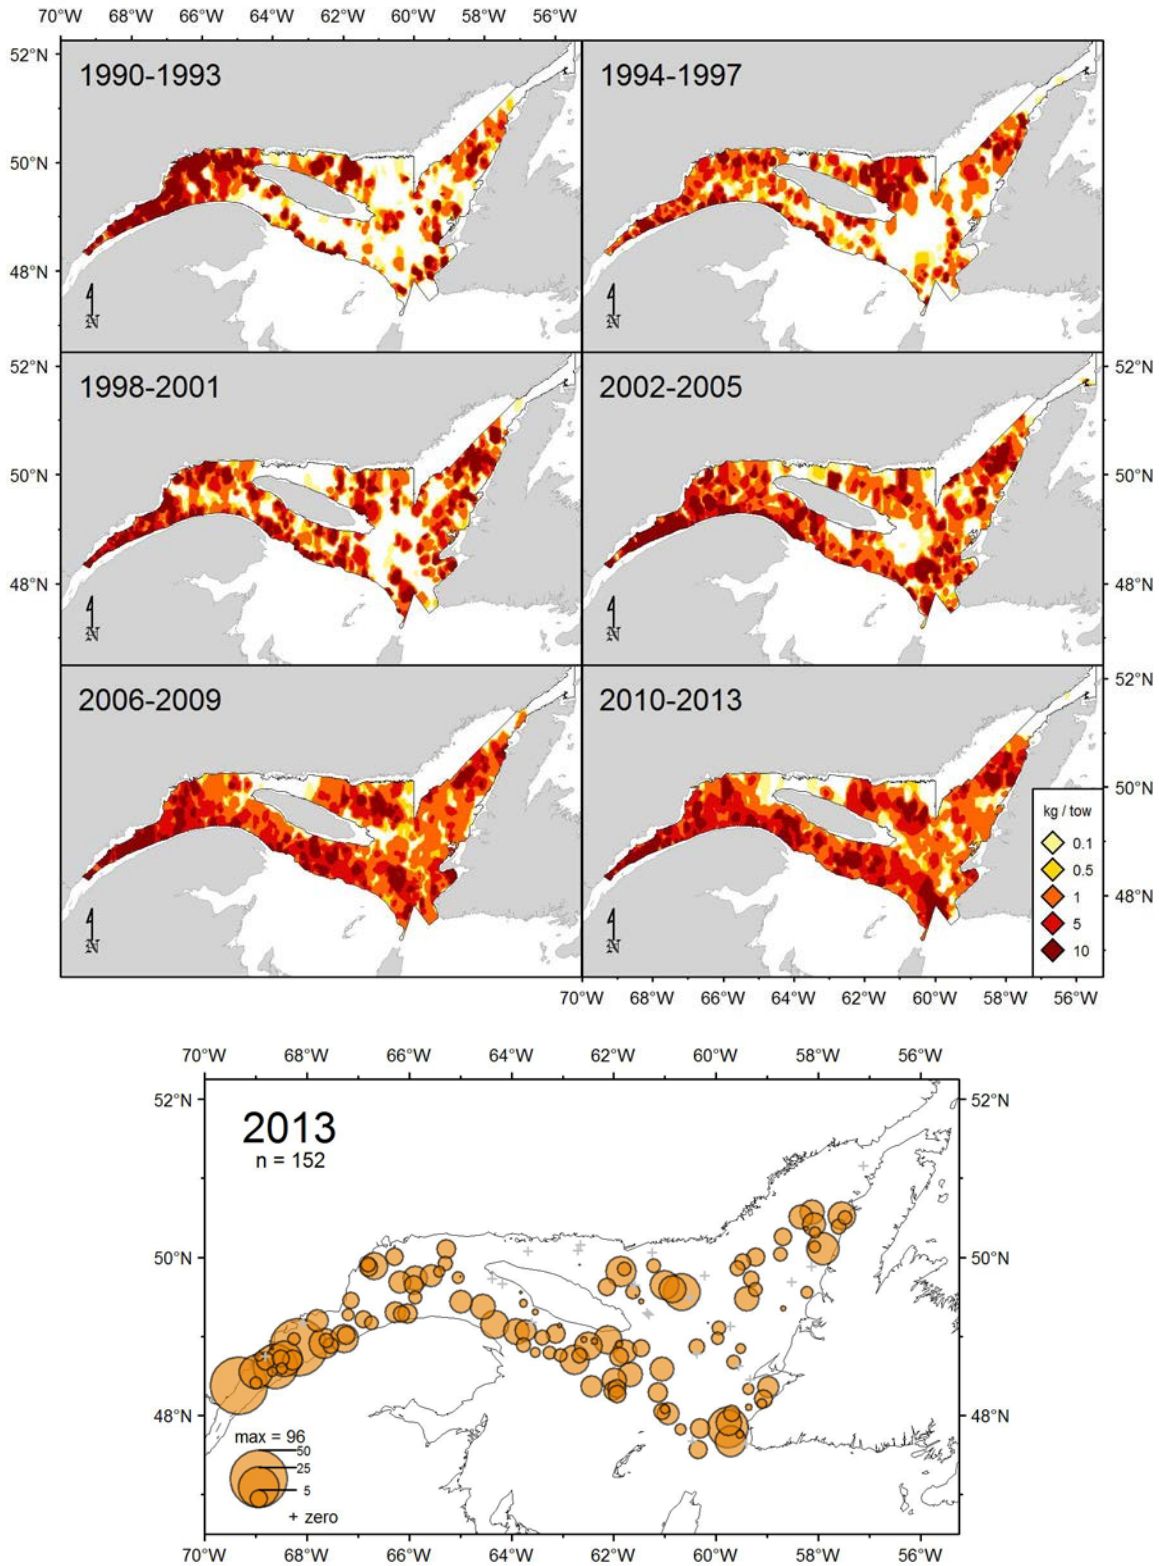 70°W 68°W 66°W 64°W 62°W 60°W 58°W 56°W
52°N
1990-1993
1994-1997
50°N
48°N
N
N
52°N
52°N
1998-2001
2002-2005
50°N
50°N
48°N
48°N
N
N
2006-2009
2010-2013
52°N
50°N
kg / tow
0.1
0.5
1
48°N
5
10
N
N
70°W 68°W 66°W 64°W 62°W 60°W 58°W 56°W
70°W 68°W 66°W 64°W 62°W 60°W 58°W 56°W
52°N
52°N
2013
n = 152
50°N
50°N
48°N
48°N
max = 96
50
25
5
+ zero
70°W 68°W 66°W 64°W 62°W 60°W 58°W 56°W